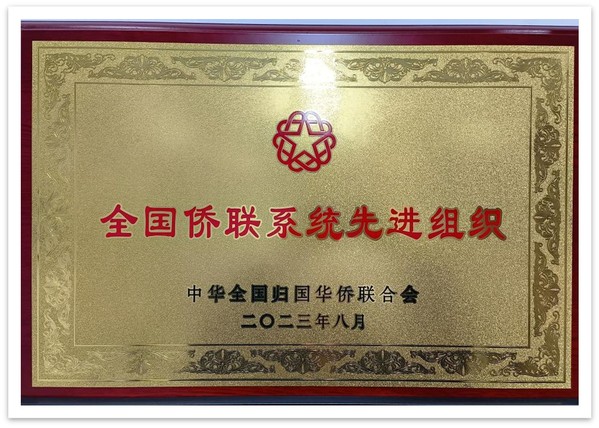 全国侨联系统先进组织
中华全国归国华侨联合会
二〇二三年八月